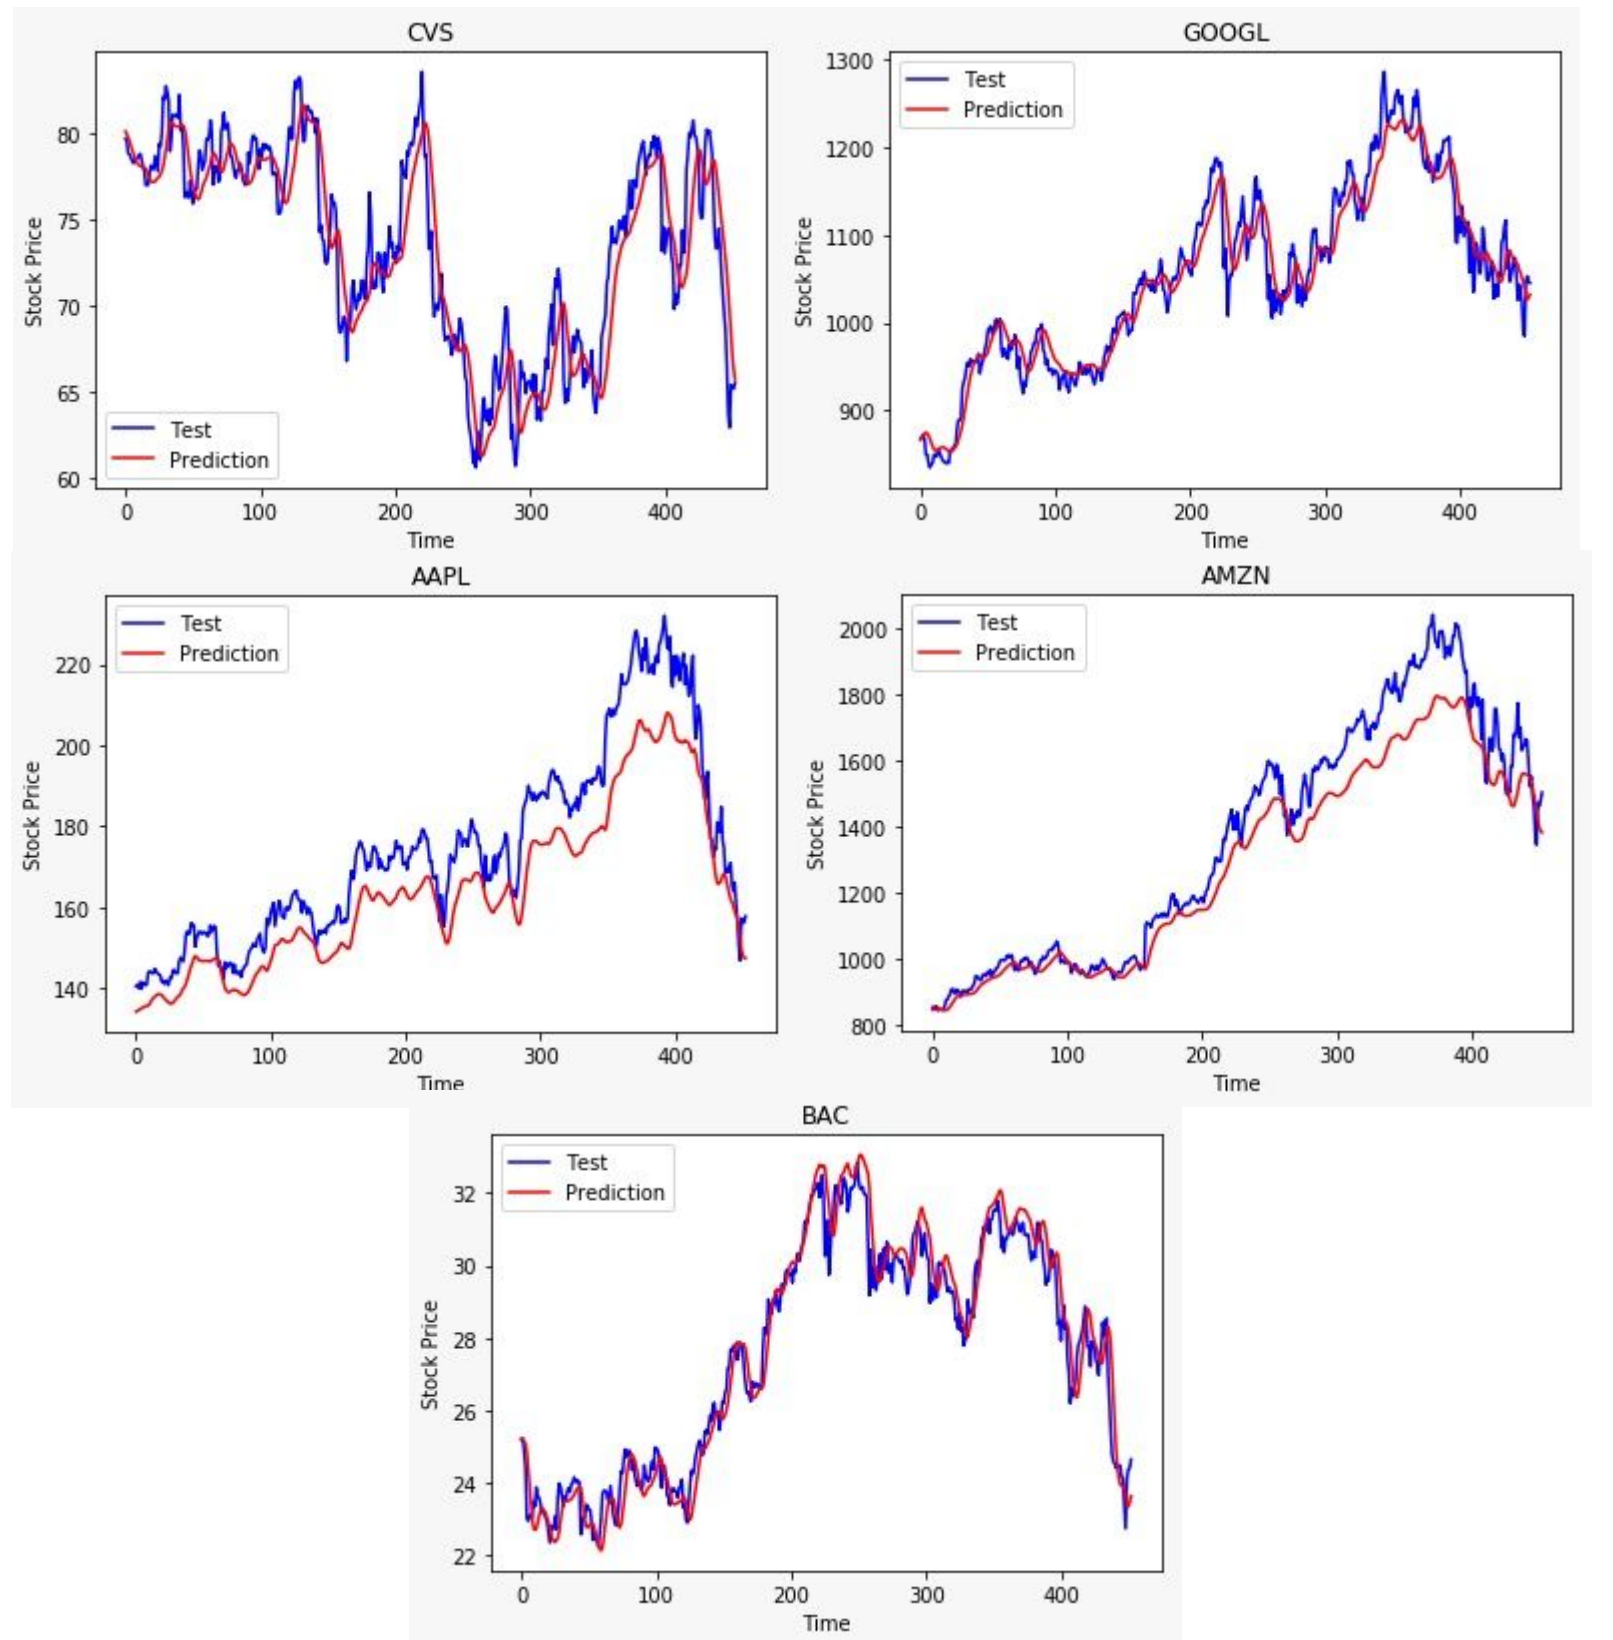 CVS
80
75
70
65
60
Stock Price
Test
Prediction
0 100 200 300 400
Time
GOOGL
1300
1200
1100
1000
900
Stock Price
Test
Prediction
0 100 200 300 400
Time
AAPL
220
200
180
160
140
Stock Price
Test
Prediction
0 100 200 300 400
Time
AMZN
2000
1800
1600
1400
1200
1000
800
Stock Price
Test
Prediction
0 100 200 300 400
Time
BAC
32
30
28
26
24
22
Stock Price
Test
Prediction
0 100 200 300 400
Time